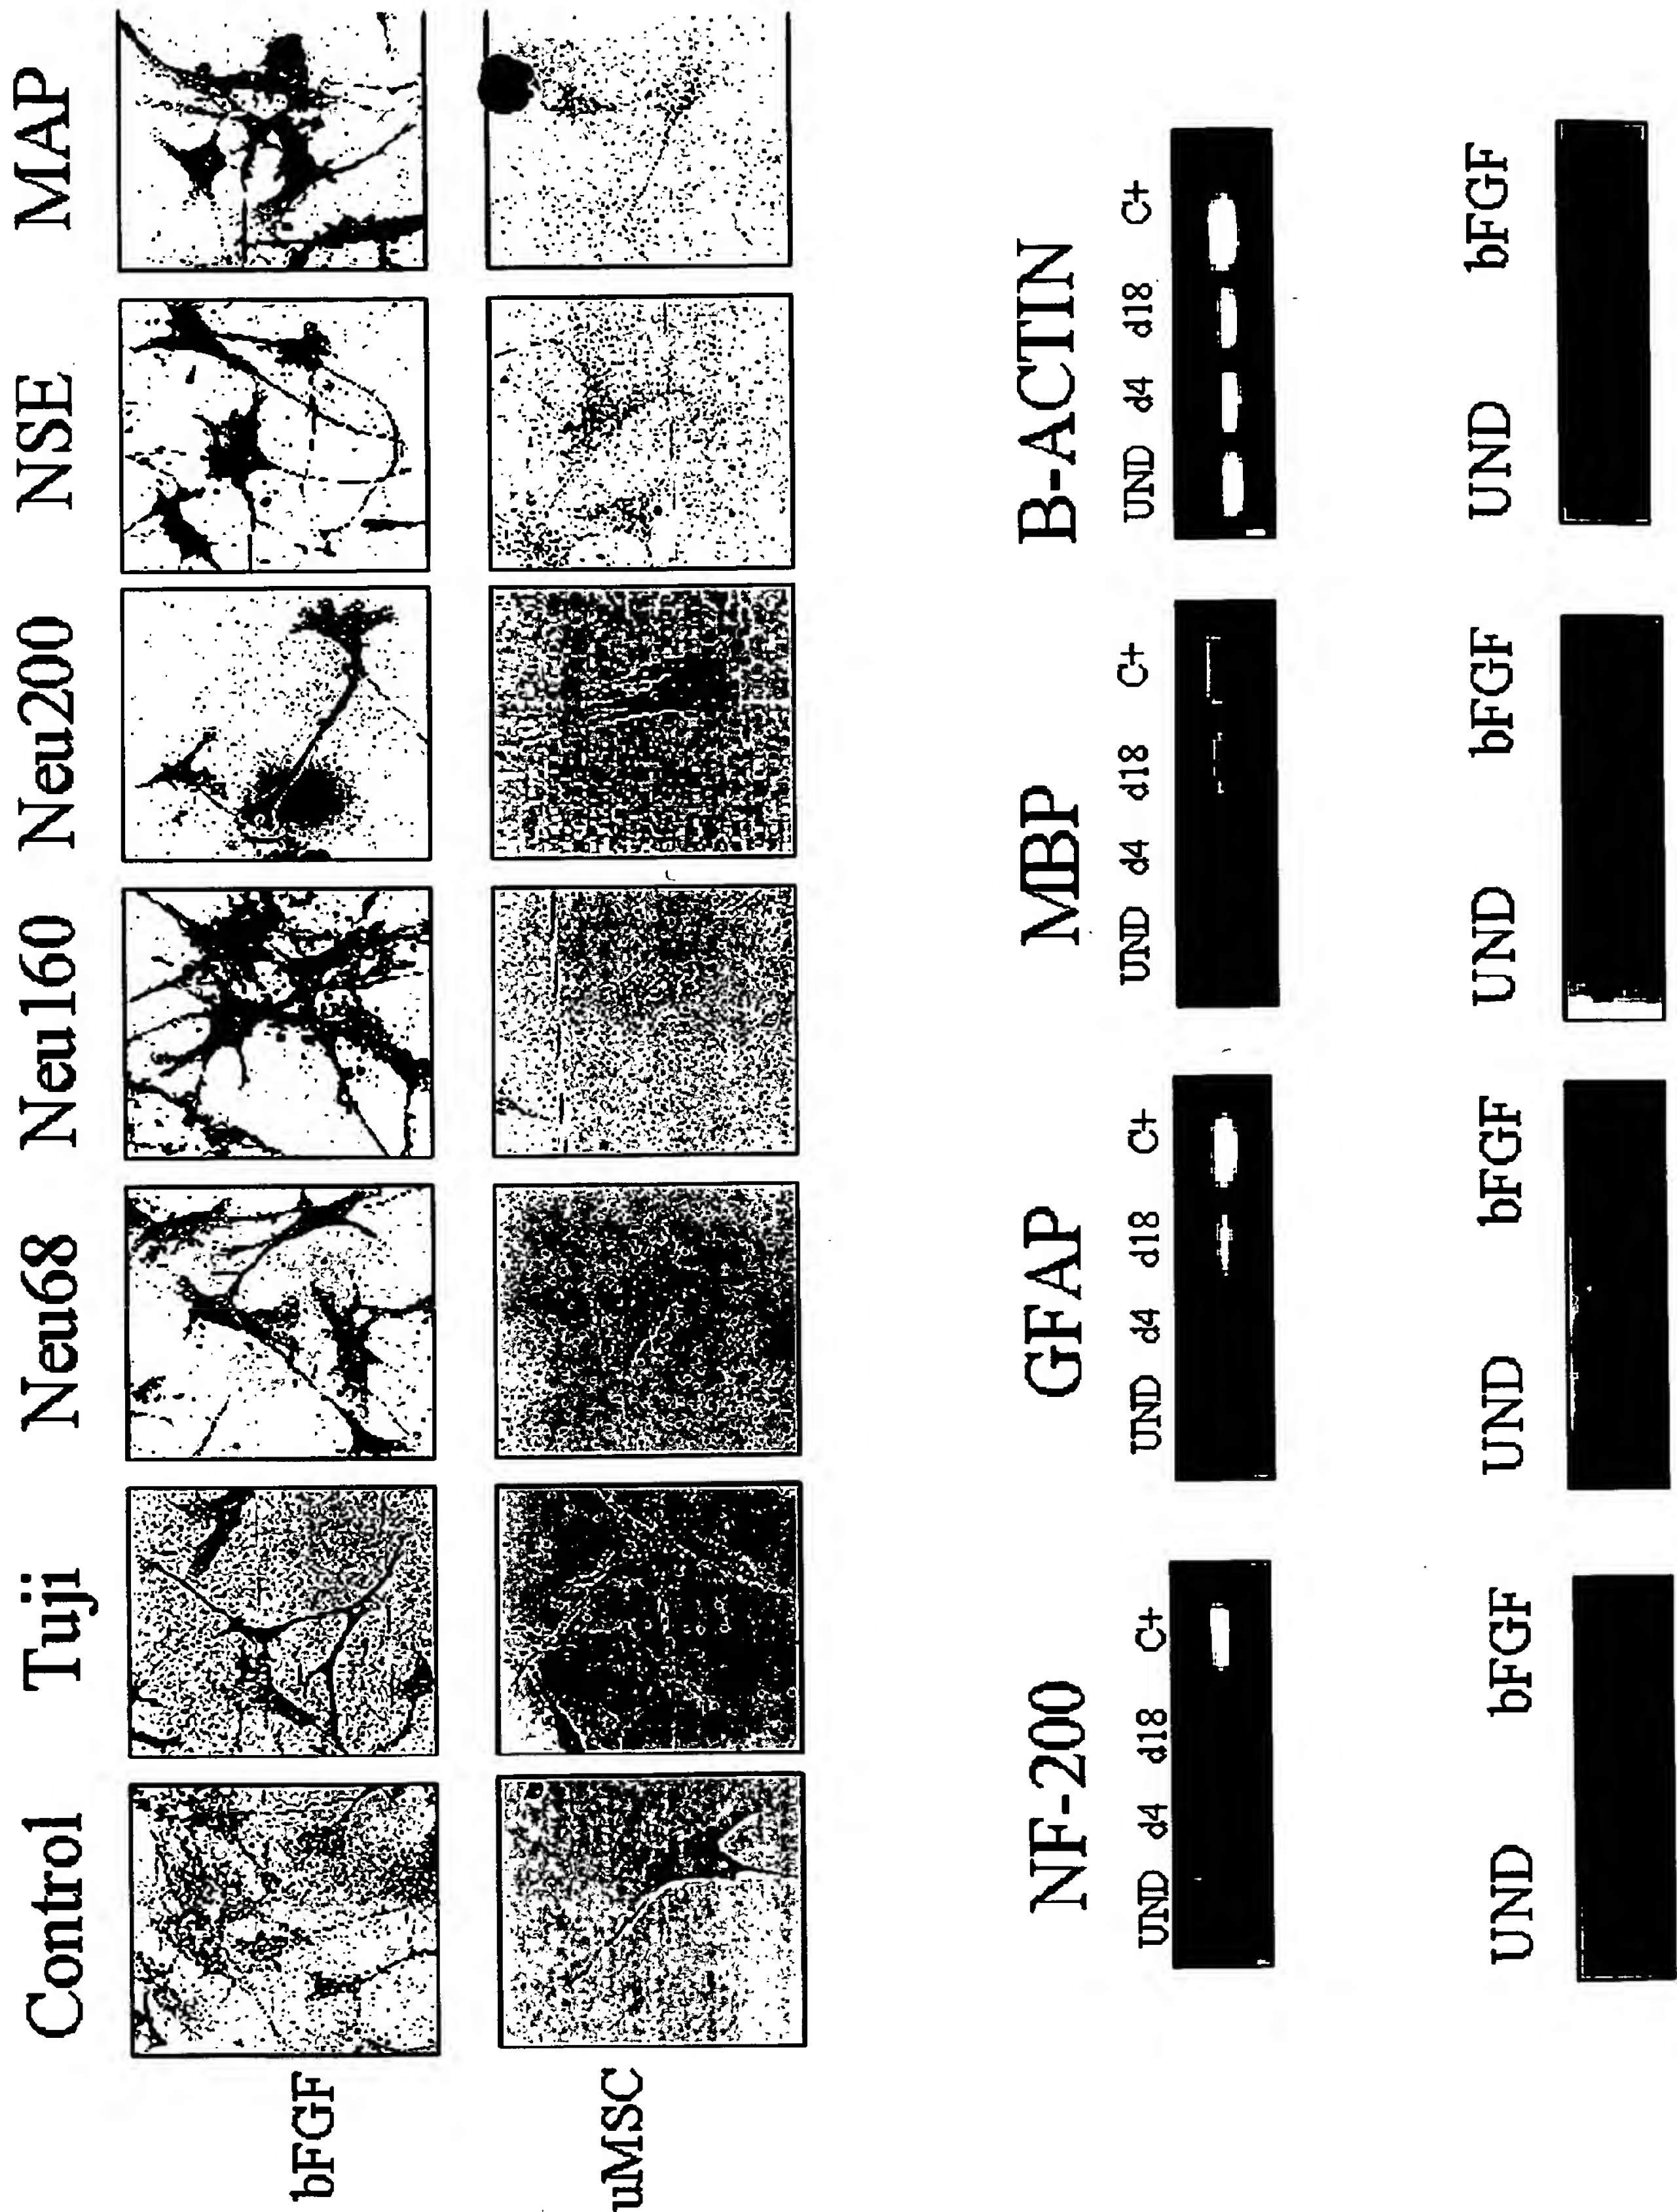 Control Tuji Neu68 Neu160 Neu200 NSE MAP
bFGF
uMSC
NF-200 GFAP MBP B-ACTIN
UND d4 d18 C+ UND d4 d18 C+ UND d4 d18 C+ UND d4 d18 C+
UND bFGF UND bFGF UND bFGF UND bFGF